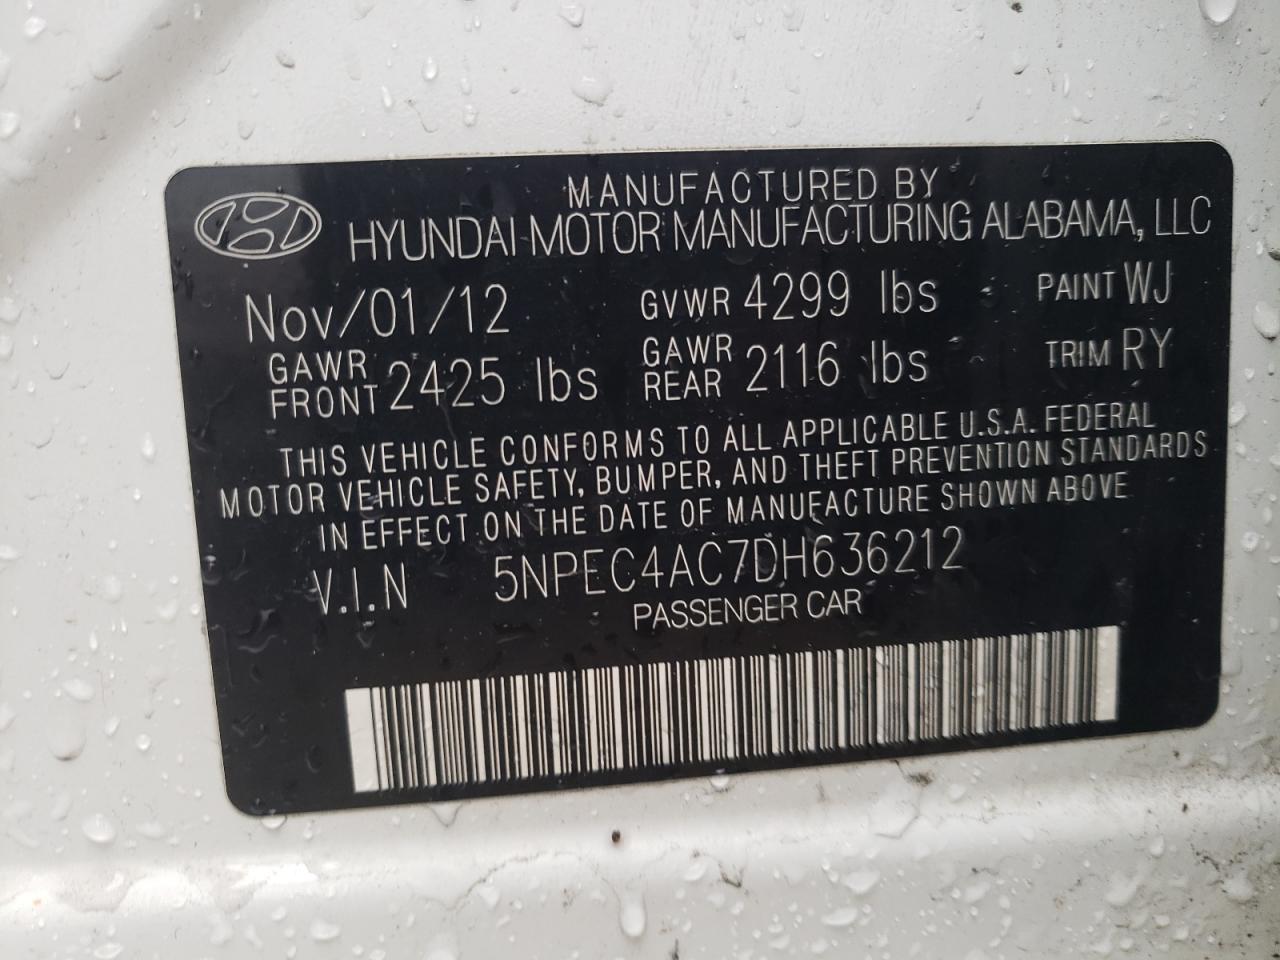 MANUFACTURED BY
HYUNDAI MOTOR MANUFACTURING ALABAMA, LLC
Nov/01/12 GVWR 4299 lbs PAINT WJ
GAWR FRONT 2425 lbs GAWR REAR 2116 lbs TRIM RY
THIS VEHICLE CONFORMS TO ALL APPLICABLE U.S.A. FEDERAL
MOTOR VEHICLE SAFETY, BUMPER, AND THEFT PREVENTION STANDARDS
IN EFFECT ON THE DATE OF MANUFACTURE SHOWN ABOVE
V.I.N 5NPEC4AC7DH636212
PASSENGER CAR